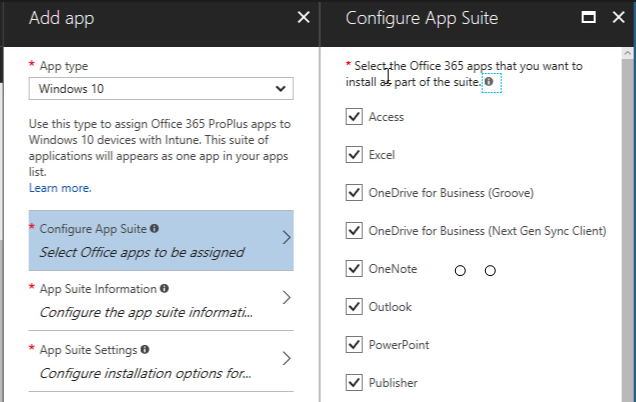 Add app
* App type
Windows 10
Use this type to assign Office 365 ProPlus apps to
Windows 10 devices with Intune. This suite of
applications will appears as one app in your apps
list.
Learn more.
* Configure App Suite
Select Office apps to be assigned
* App Suite Information
Configure the app suite informati...
* App Suite Settings
Configure installation options for...
Configure App Suite
* Select the Office 365 apps that you want to
install as part of the suite.
Access
Excel
OneDrive for Business (Groove)
OneDrive for Business (Next Gen Sync Client)
OneNote
Outlook
PowerPoint
Publisher